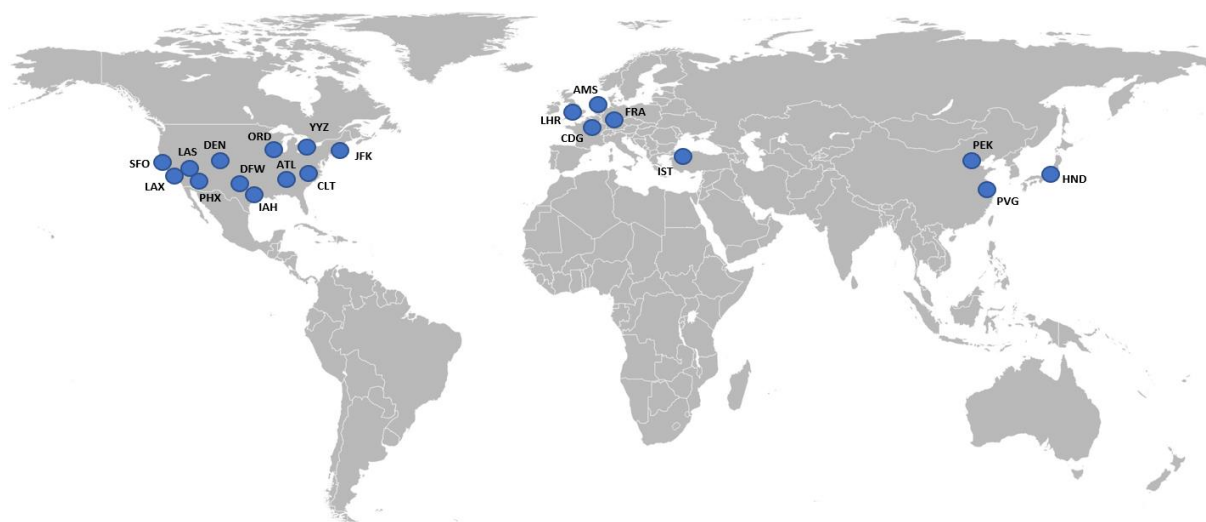 AMS
LHR
FRA
CDG
YYZ
ORD
DEN
JFK
LAS
SFO
ATL
DFW
LAX
CLT
PHX
IAH
IST
PEK
HND
PVG